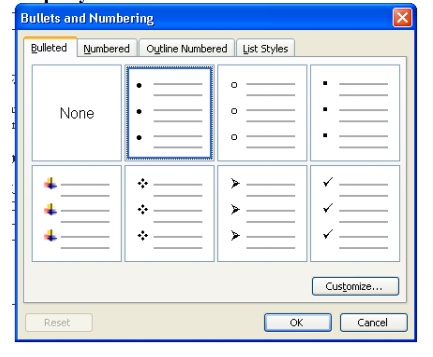 Bullets and Numbering
Bulleted Numbered Outline Numbered List Styles
None
Customize...
Reset OK Cancel